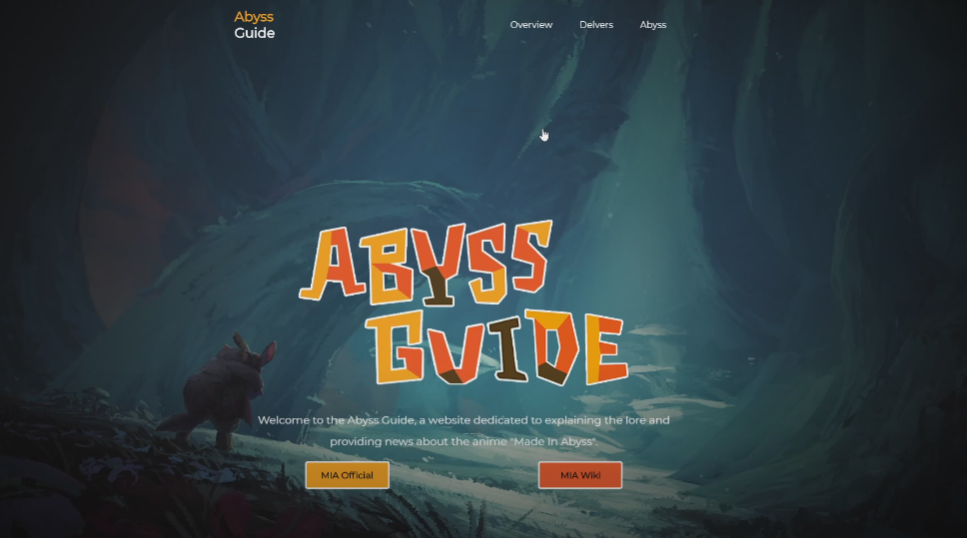 Abyss
Guide
Overview Delvers Abyss
ABYSS
GUIDE
Welcome to the Abyss Guide, a website dedicated to explaining the lore and
providing news about the anime "Made In Abyss".
MIA Official MIA Wiki